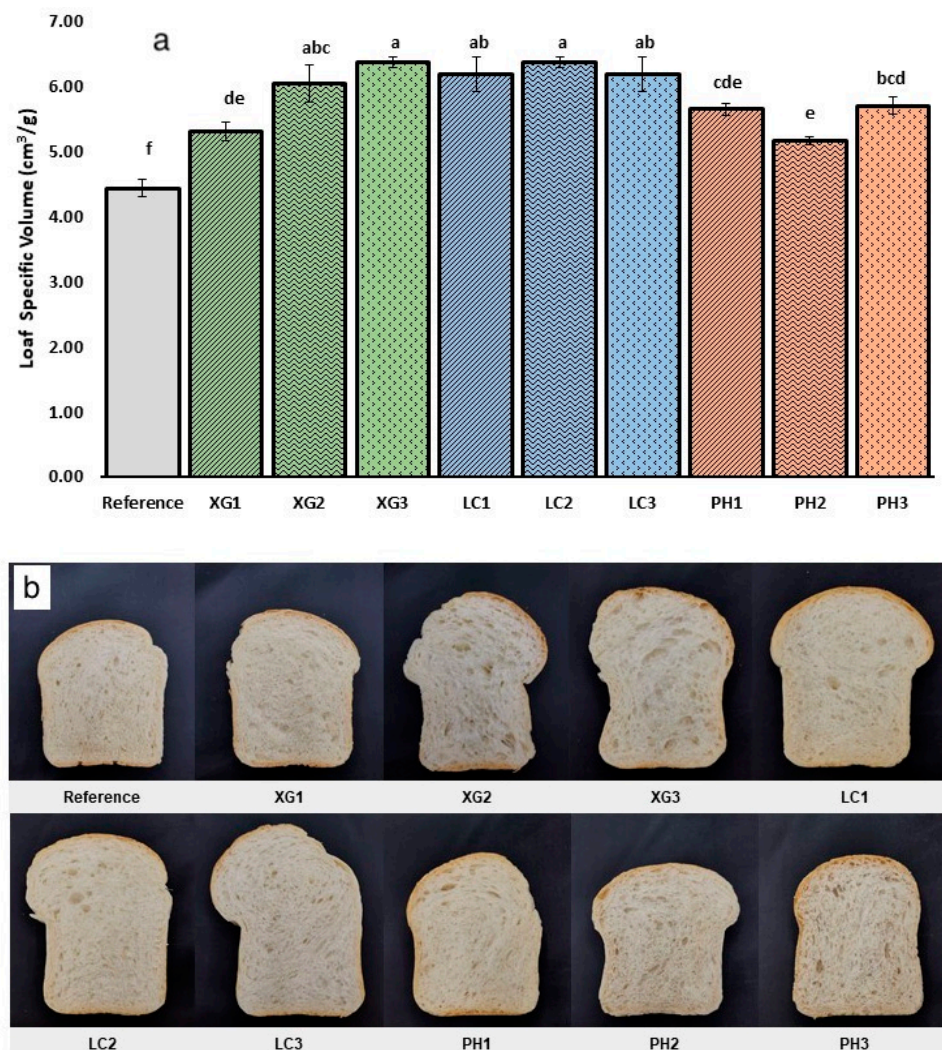 7.00
6.00
5.00
4.00
3.00
2.00
1.00
0.00
Loaf Specific Volume (cm³/g)
a
f
de
abc
a
ab
a
ab
cde
e
bcd
Reference XG1 XG2 XG3 LC1 LC2 LC3 PH1 PH2 PH3
b
Reference XG1 XG2 XG3 LC1
LC2 LC3 PH1 PH2 PH3